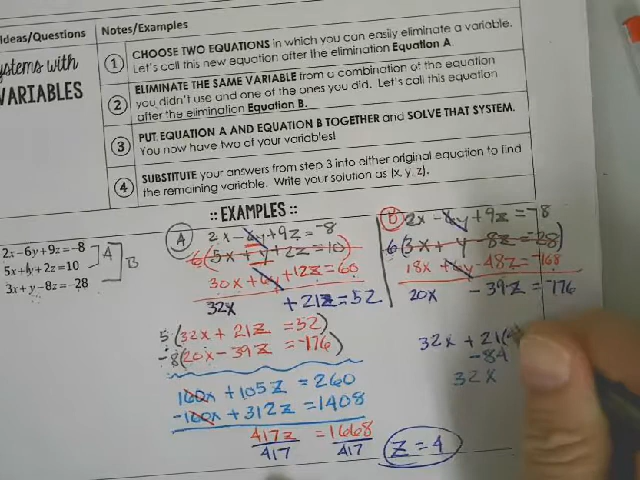 Ideas/Questions Notes/Examples
ystems with
VARIABLES
1 CHOOSE TWO EQUATIONS in which you can easily eliminate a variable.
Let's call this new equation after the elimination Equation A.
2 ELIMINATE THE SAME VARIABLE from a combination of the equation
you didn't use and one of the ones you did. Let's call this equation
after the elimination Equation B.
3 PUT EQUATION A AND EQUATION B TOGETHER and SOLVE THAT SYSTEM.
You now have two of your variables!
4 SUBSTITUTE your answers from step 3 into either original equation to find
the remaining variable. Write your solution as (x, y, z).
:: EXAMPLES ::
2x - 6y + 9z = -8
5x + y + 2z = 10
3x + y - 8z = -28
A
B
A 2x - 6y + 9z = -8
6(5x + y + 2z = 10)
30x + 6y + 12z = 60
32x + 21z = 52
B 2x - 6y + 9z = -8
6(3x + y - 8z = -28)
18x + 6y - 48z = -168
20x - 39z = -176
5(32x + 21z = 52)
-8(20x - 39z = -176)
160x + 105z = 260
-160x + 312z = 1408
417z = 1668
417 417
z = 4
32x + 21(
-84
32x